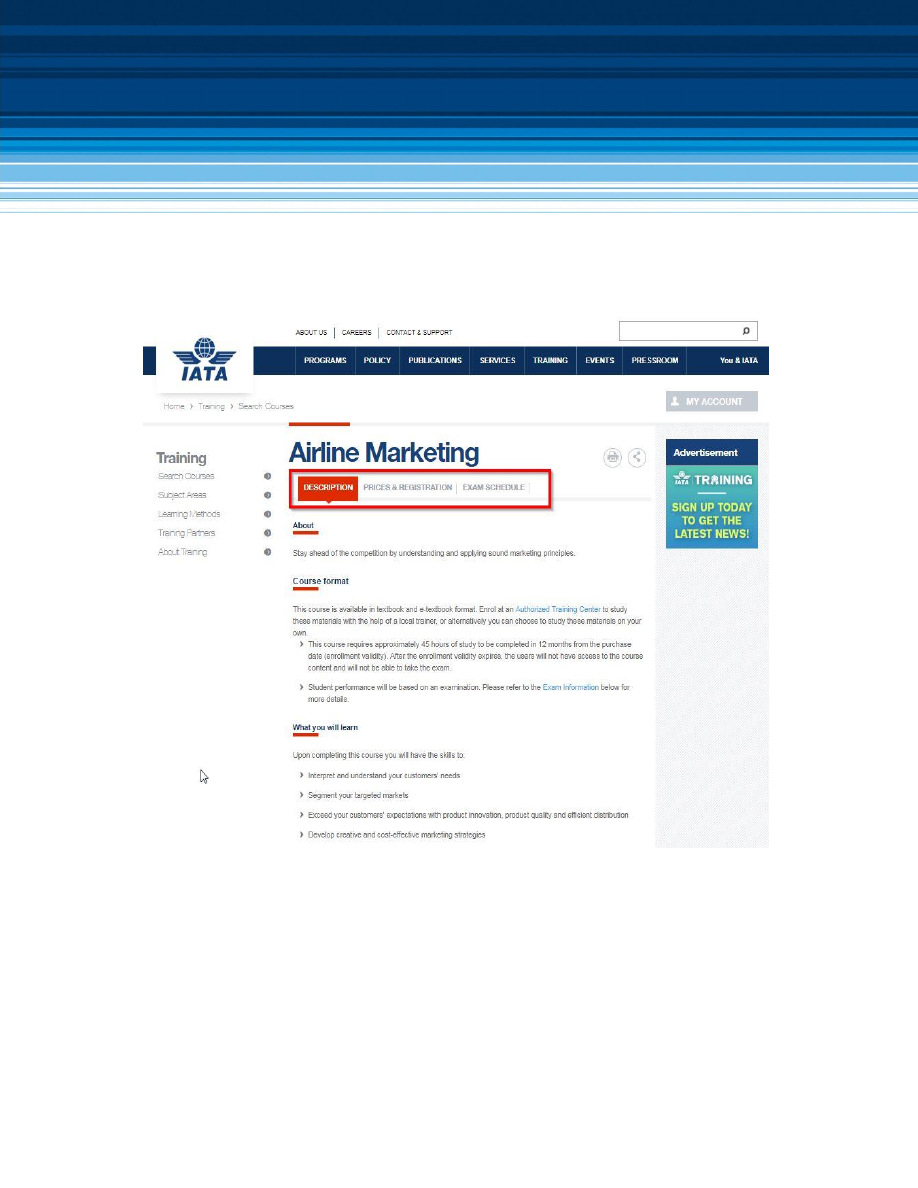 ABOUT US
CAREERS
CONTACT & SUPPORT
IATA
PROGRAMS
POLICY
PUBLICATIONS
SERVICES
TRAINING
EVENTS
PRESSROOM
You & IATA
Home › Training › Search Courses
MY ACCOUNT
Training
Search Courses
Subject Areas
Learning Methods
Training Partners
About Training
Airline Marketing
DESCRIPTION
PRICES & REGISTRATION
EXAM SCHEDULE
About
Stay ahead of the competition by understanding and applying sound marketing principles.
Course format
This course is available in textbook and e-textbook format. Enrol at an Authorized Training Center to study
these materials with the help of a local trainer, or alternatively you can choose to study these materials on your
own.
› This course requires approximately 45 hours of study to be completed in 12 months from the purchase
date (enrollment validity). After the enrollment validity expires, the users will not have access to the course
content and will not be able to take the exam.
› Student performance will be based on an examination. Please refer to the Exam Information below for
more details.
What you will learn
Upon completing this course you will have the skills to:
› Interpret and understand your customers' needs
› Segment your targeted markets
› Exceed your customers' expectations with product innovation, product quality and efficient distribution
› Develop creative and cost-effective marketing strategies
Advertisement
IATA TRAINING
SIGN UP TODAY
TO GET THE
LATEST NEWS!